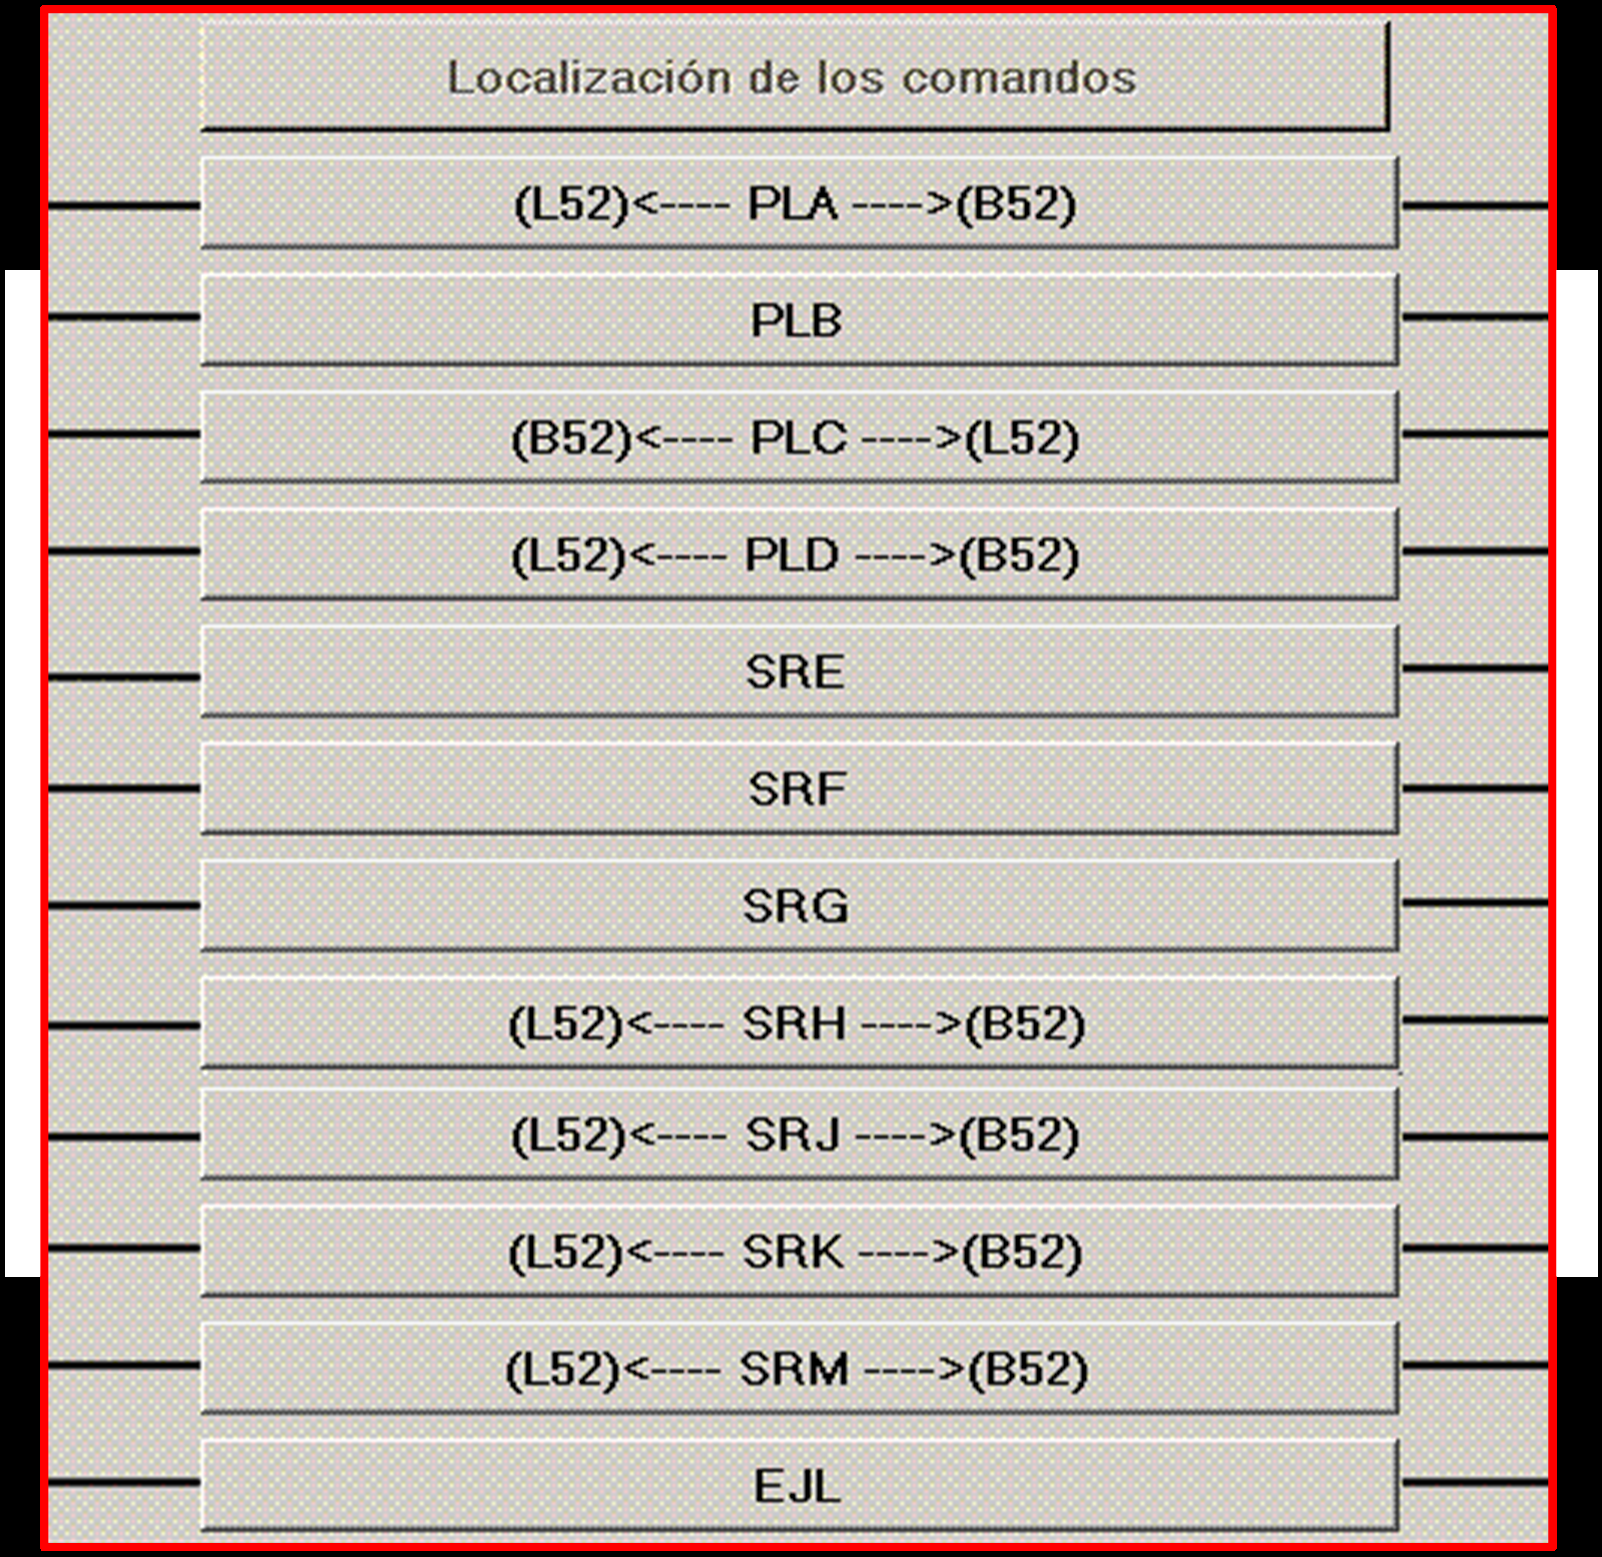 Localización de los comandos
(L52)<---- PLA ---->(B52)
PLB
(B52)<---- PLC ---->(L52)
(L52)<---- PLD ---->(B52)
SRE
SRF
SRG
(L52)<---- SRH ---->(B52)
(L52)<---- SRJ ---->(B52)
(L52)<---- SRK ---->(B52)
(L52)<---- SRM ---->(B52)
EJL